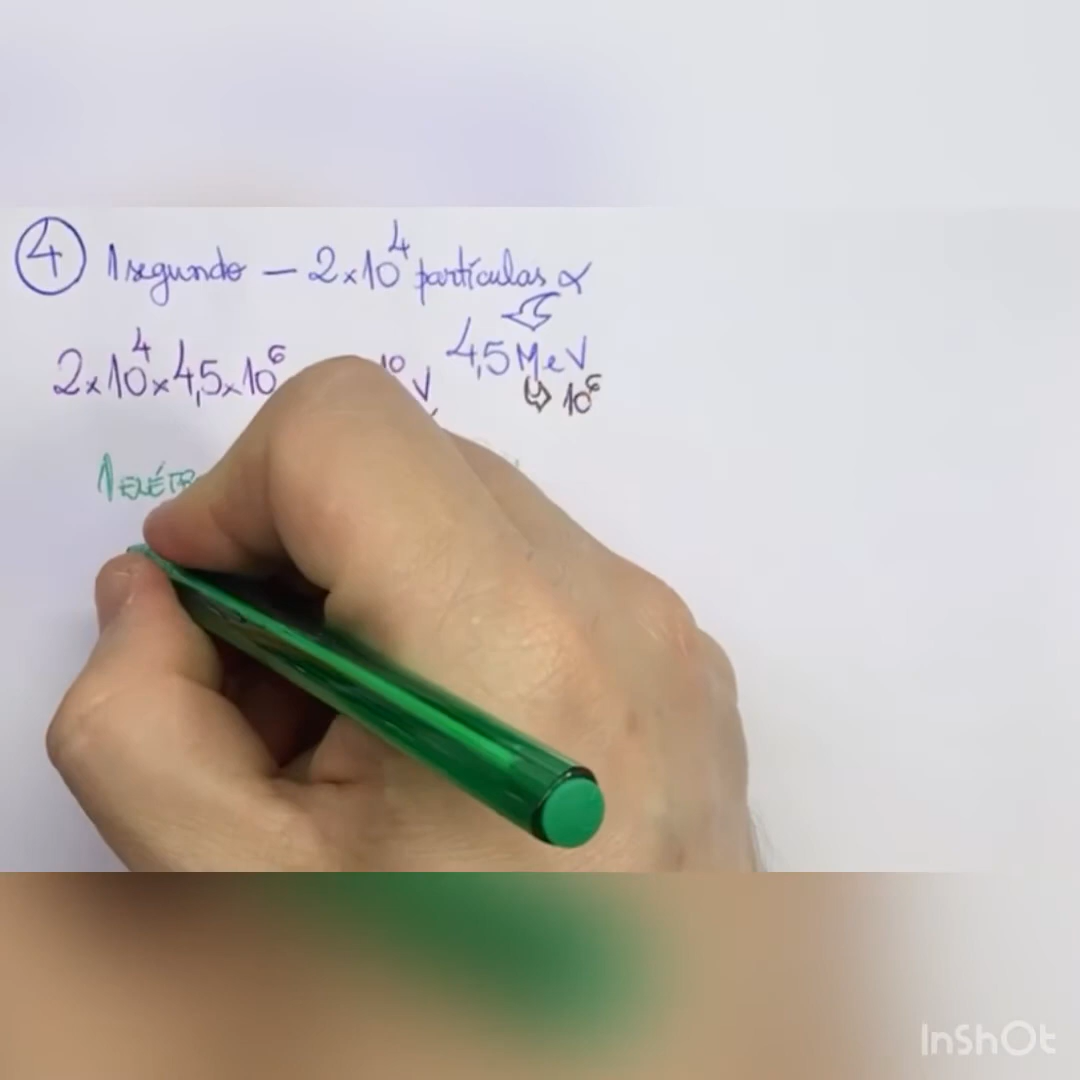 ④ 1 segundo — 2×10⁴ partículas α
4,5 MeV
2×10⁴×4,5×10⁶
↳ 10⁶
InShOt